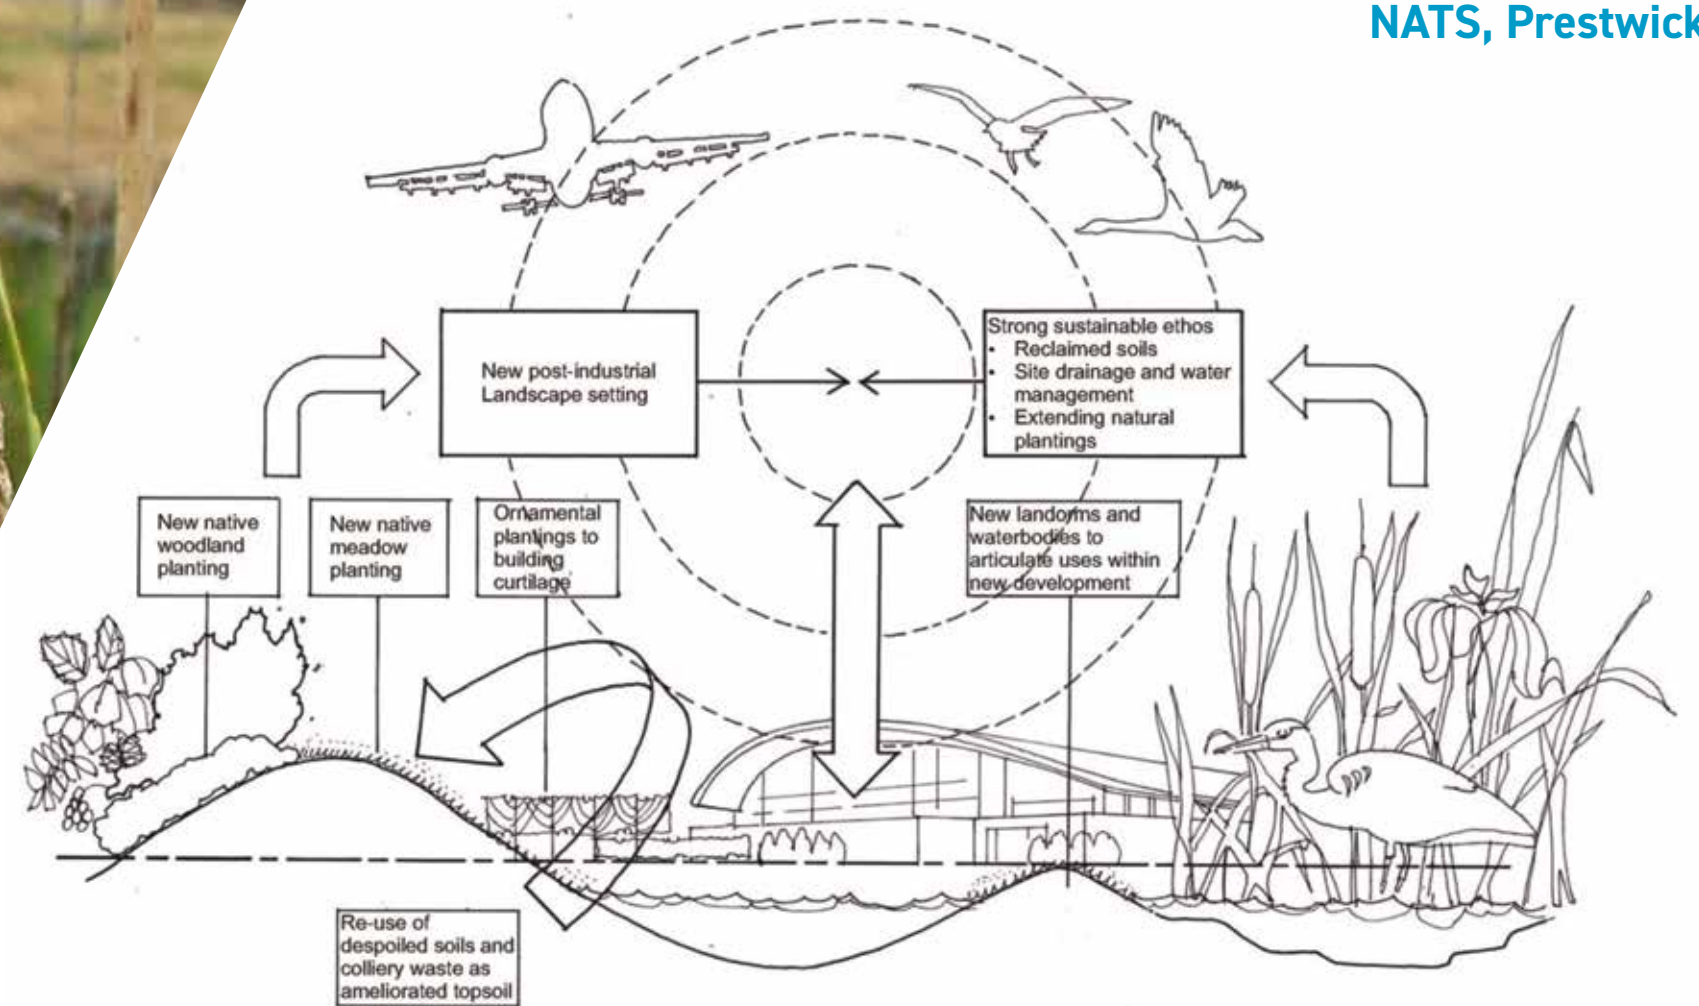 NATS, Prestwick
New post-industrial
Landscape setting
Strong sustainable ethos
• Reclaimed soils
• Site drainage and water
management
• Extending natural
plantings
New native
woodland
planting
New native
meadow
planting
Ornamental
plantings to
building
curtilage
New landorms and
waterbodies to
articulate uses within
new development
Re-use of
despoiled soils and
colliery waste as
ameliorated topsoil